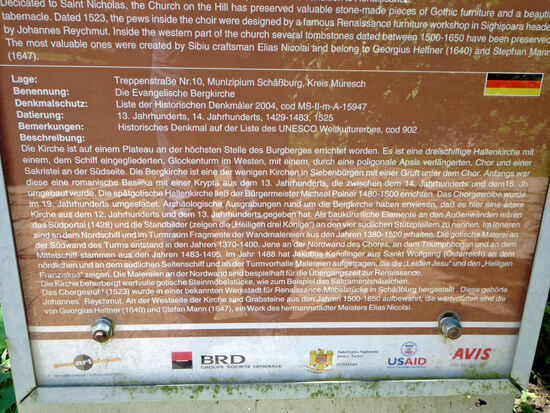 Dedicated to Saint Nicholas, the Church on the Hill has preserved valuable stone-made pieces of Gothic furniture and a beauti
tabernacle. Dated 1523, the pews inside the choir were designed by a famous Renaissance furniture workshop in Sighişoara heade
by Johannes Reychmut. Inside the western part of the church several tombstones dated between 1500-1650 have been preserved
The most valuable ones were created by Sibiu craftsman Elias Nicolai and belong to Georgius Heltner (1640) and Stephan Mann
(1647).
Lage: Treppenstraße Nr.10, Munizipium Schäßburg, Kreis Müresch
Benennung: Die Evangelische Bergkirche
Denkmalschutz: Liste der Historischen Denkmäler 2004, cod MS-II-m-A-15947
Datierung: 13. Jahrhunderts, 14. Jahrhunderts, 1429-1483, 1525
Bemerkungen: Historisches Denkmal auf der Liste des UNESCO Weltkulturerbes, cod 902
Beschreibung:
Die Kirche ist auf einem Plateau an der höchsten Stelle des Burgberges errichtet worden. Es ist eine dreischiffige Hallenkirche mit
einem, dem Schiff eingegliederten, Glockenturm im Westen, mit einem, durch eine poligonale Apsis verlängerten, Chor und einer
Sakristei an der Südseite. Die Bergkirche ist eine der wenigen Kirchen in Siebenbürgen mit einer Gruft unter dem Chor. Anfangs war
diese eine romanische Basilika mit einer Krypta aus dem 13. Jahrhunderts, die zwischen dem 14. Jahrhunderts und dem15. Jh
umgebaut wurde. Die spätgotische Hallenkirche ließ der Bürgermeister Michael Polner 1480-1500 errichten. Das Chorgewölbe wurde
im 19. Jahrhunderts umgestaltet. Archäologische Ausgrabungen rund um die Bergkirche haben erwiesen, daß es hier eine ältere
Kirche aus dem 12. Jahrhunderts und dem 13. Jahrhunderts gegeben hat. Als baukünstliche Elemente an den Außenwänden wären
das Südportal (1428) und die Standbilder (zeigen die „Heiligen drei Könige") an den vier südlichen Stützpfeilern zu nennen. Im Inneren
sind an dem Nordschiff und im Turmraum Fragmente der Wandmalereien aus den Jahren 1380-1520 erhalten. Die gotische Malerei an
der Südwand des Turms entstand in den Jahren 1370-1400. Jene an der Nordwand des Chores, an dem Triumphbogen und an dem
Mittelschiff stammen aus den Jahren 1483-1495. Im Jahr 1488 hat Jakobus Kendlinger aus Sankt Wolfgang (Österreich) an dem
nördlichen und an dem südlichen Seitenschiff und an der Turmvorhalle Malereien aufgetragen, die die „Leiden Jesu" und den „Heiligen
Franziskus" zeigen. Die Malereien an der Nordwand sind bespielhaft für die Übergangszeit zur Renaissance.
Die Kirche beherbergt wertvolle gotische Steinmöbelstücke, wie zum Beispiel das Sakramentshäuschen.
Das Chorgestühl (1523) wurde in einer bekannten Werkstatt für Renaissance-Möbelstücke in Schäßburg hergestellt . Diese gehörte
Johannes Reychmut. An der Westseite der Kirche sind Grabsteine aus den Jahren 1500-1650 aufbewahrt, die wertvollsten sind die
von Georgius Heltner (1640) und Stefan Mann (1647), ein Werk des hermannstädter Meisters Elias Nicolai.
BRD
GROUPE SOCIÉTÉ GÉNÉRALE
ROMÂNIA
USAID
AVIS